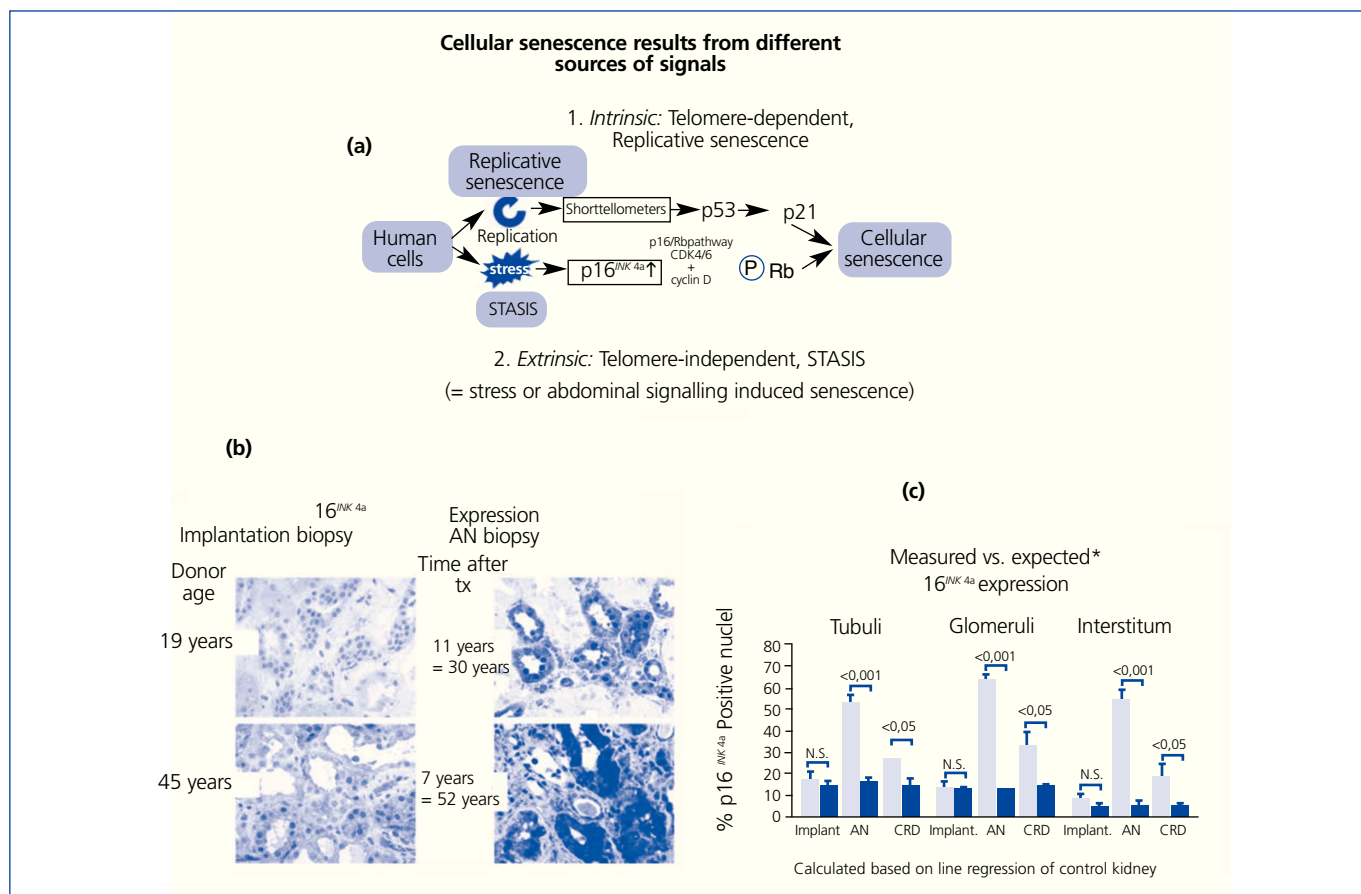 Cellular senescence results from different
sources of signals
1. Intrinsic: Telomere-dependent,
Replicative senescence
(a)
Replicative
senescence
Shorttellometers
p53
p21
Replication
Human
cells
Cellular
senescence
stress
p16INK 4a↑
p16/Rbpathway
CDK4/6
+
cyclin D
P Rb
STASIS
2. Extrinsic: Telomere-independent, STASIS
(= stress or abdominal signalling induced senescence)
(b)
16INK 4a
Implantation biopsy
Expression
AN biopsy
Donor
age
Time after
tx
19 years
11 years
= 30 years
45 years
7 years
= 52 years
(c)
Measured vs. expected*
16INK 4a expression
Tubuli
Glomeruli
Interstitum
% p16 INK 4a Positive nuclei
80
70
60
50
40
30
20
10
0
N.S.
<0,001
<0,05
N.S.
<0,001
<0,05
N.S.
<0,001
<0,05
Implant
AN
CRD
Implant.
AN
CRD
Implant.
AN
CRD
Calculated based on line regression of control kidney